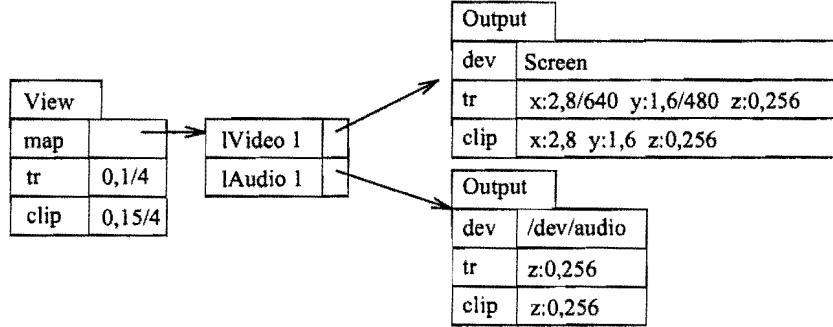 View
map
tr 0,1/4
clip 0,15/4
lVideo 1
lAudio 1
Output
dev Screen
tr x:2,8/640 y:1,6/480 z:0,256
clip x:2,8 y:1,6 z:0,256
Output
dev /dev/audio
tr z:0,256
clip z:0,256